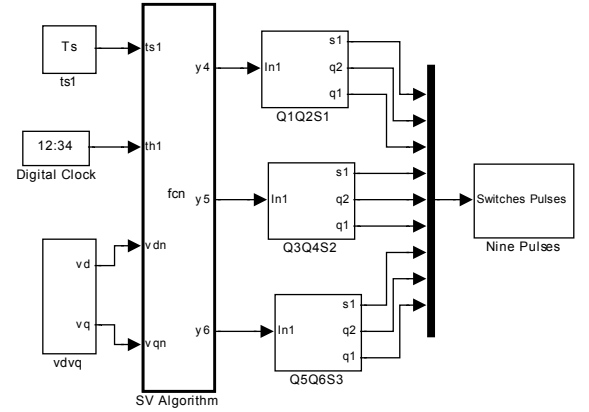 Ts
ts1
12:34
Digital Clock
vd
vq
vdvq
ts1
th1
vdn
vqn
fcn
y4
y5
y6
SV Algorithm
In1
s1
q2
q1
Q1Q2S1
In1
s1
q2
q1
Q3Q4S2
In1
s1
q2
q1
Q5Q6S3
Switches Pulses
Nine Pulses